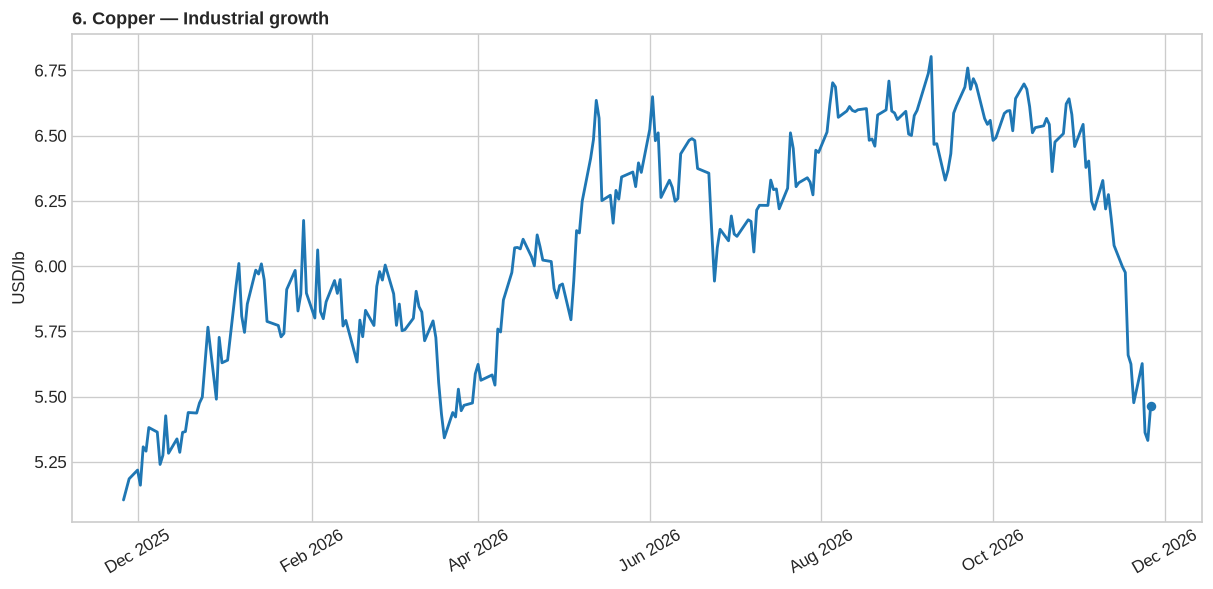 6. Copper — Industrial growth
USD/lb
6.75
6.50
6.25
6.00
5.75
5.50
5.25
Dec 2025
Feb 2026
Apr 2026
Jun 2026
Aug 2026
Oct 2026
Dec 2026